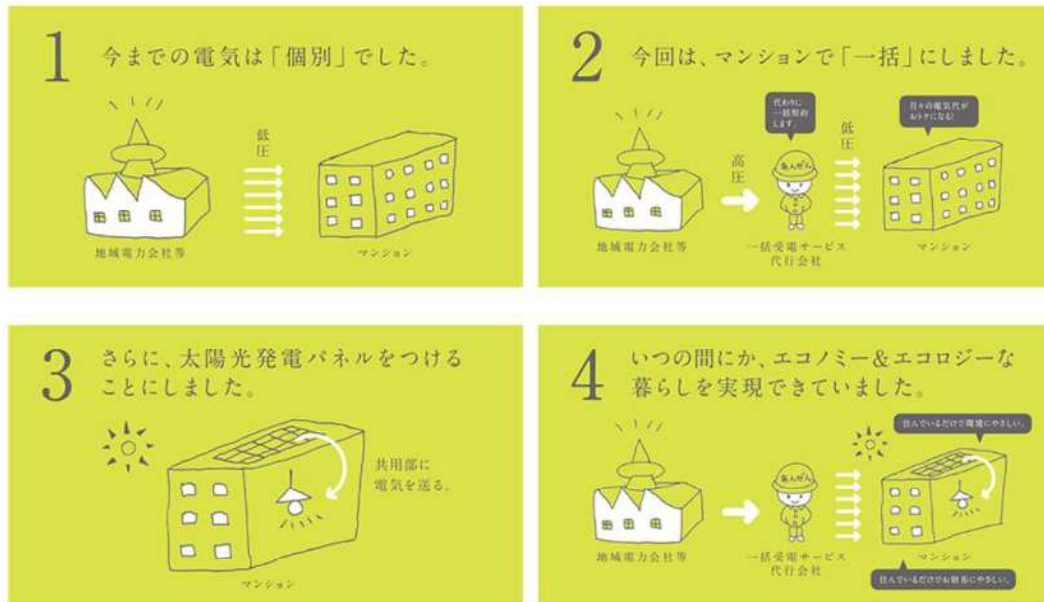 1
今までの電気は「個別」でした。
低圧
地域電力会社等
マンション
2
今回は、マンションで「一括」にしました。
代わりに
一括契約
します。
月々の電気代が
おトクになる!
低圧
高圧
あんぜん
地域電力会社等
一括受電サービス
代行会社
マンション
3
さらに、太陽光発電パネルをつける
ことにしました。
共用部に
電気を送る。
マンション
4
いつの間にか、エコノミー&エコロジーな
暮らしを実現できていました。
住んでいるだけで環境にやさしい。
あんぜん
地域電力会社等
一括受電サービス
代行会社
マンション
住んでいるだけでお財布にやさしい。